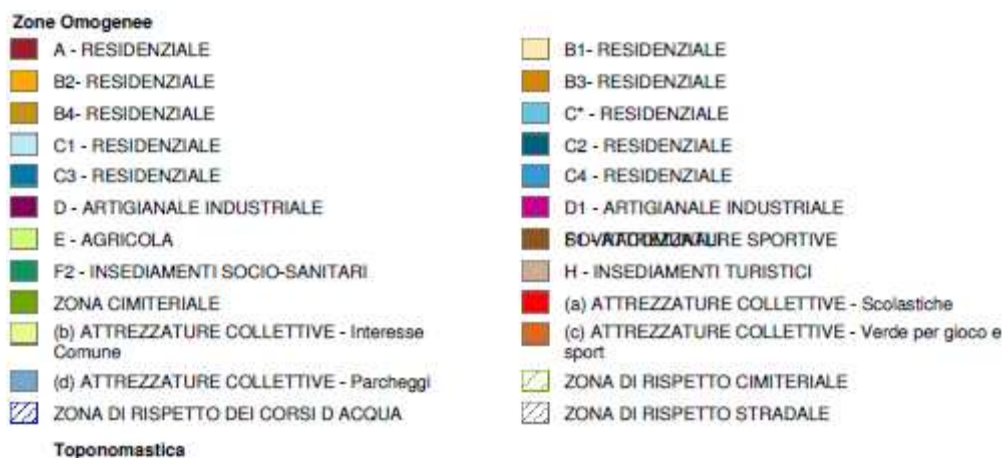 Zone Omogenee
A - RESIDENZIALE
B1- RESIDENZIALE
B2- RESIDENZIALE
B3- RESIDENZIALE
B4- RESIDENZIALE
C* - RESIDENZIALE
C1 - RESIDENZIALE
C2 - RESIDENZIALE
C3 - RESIDENZIALE
C4 - RESIDENZIALE
D - ARTIGIANALE INDUSTRIALE
D1 - ARTIGIANALE INDUSTRIALE
E - AGRICOLA
SPORTIVE
F2 - INSEDIAMENTI SOCIO-SANITARI
H - INSEDIAMENTI TURISTICI
ZONA CIMITERIALE
(a) ATTREZZATURE COLLETTIVE - Scolastiche
(b) ATTREZZATURE COLLETTIVE - Interesse
Comune
(c) ATTREZZATURE COLLETTIVE - Verde per gioco e
sport
(d) ATTREZZATURE COLLETTIVE - Parcheggi
ZONA DI RISPETTO CIMITERIALE
ZONA DI RISPETTO DEI CORSI D ACQUA
ZONA DI RISPETTO STRADALE
Toponomastica